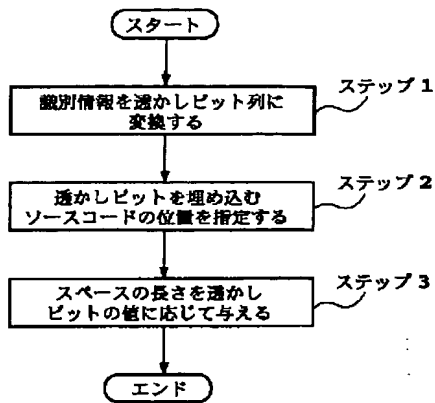 スタート
識別情報を透かしビット列に
変換する
ステップ 1
透かしビットを埋め込む
ソースコードの位置を指定する
ステップ 2
スペースの長さを透かし
ビットの値に応じて与える
ステップ 3
エンド